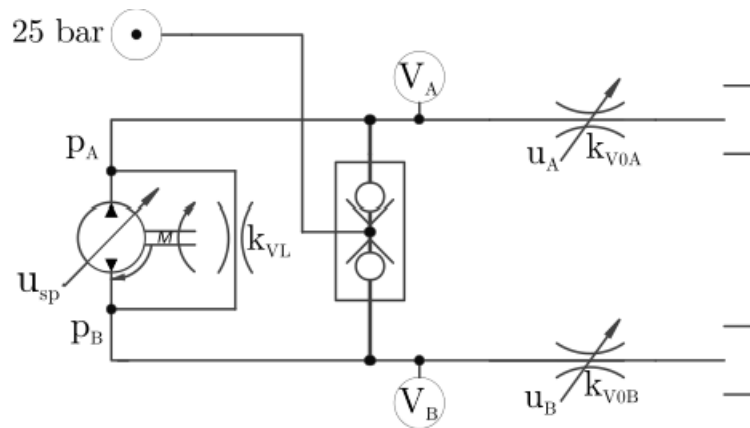 25 bar
V_A
p_A
u_A
k_V0A
M
k_VL
u_sp
p_B
V_B
u_B
k_V0B